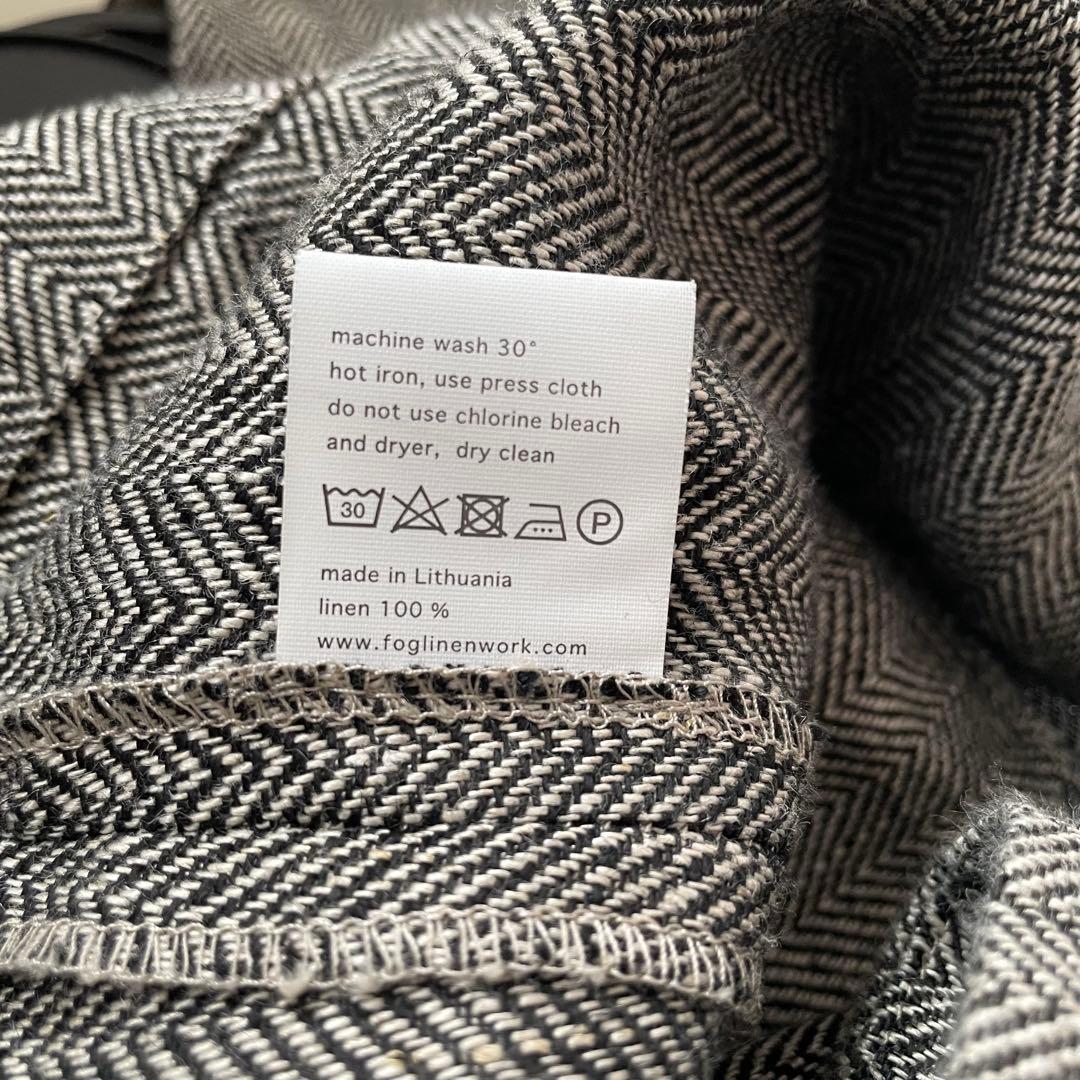 machine wash 30°
hot iron, use press cloth
do not use chlorine bleach
and dryer, dry clean
30 P
made in Lithuania
linen 100 %
www.foglinenwork.com